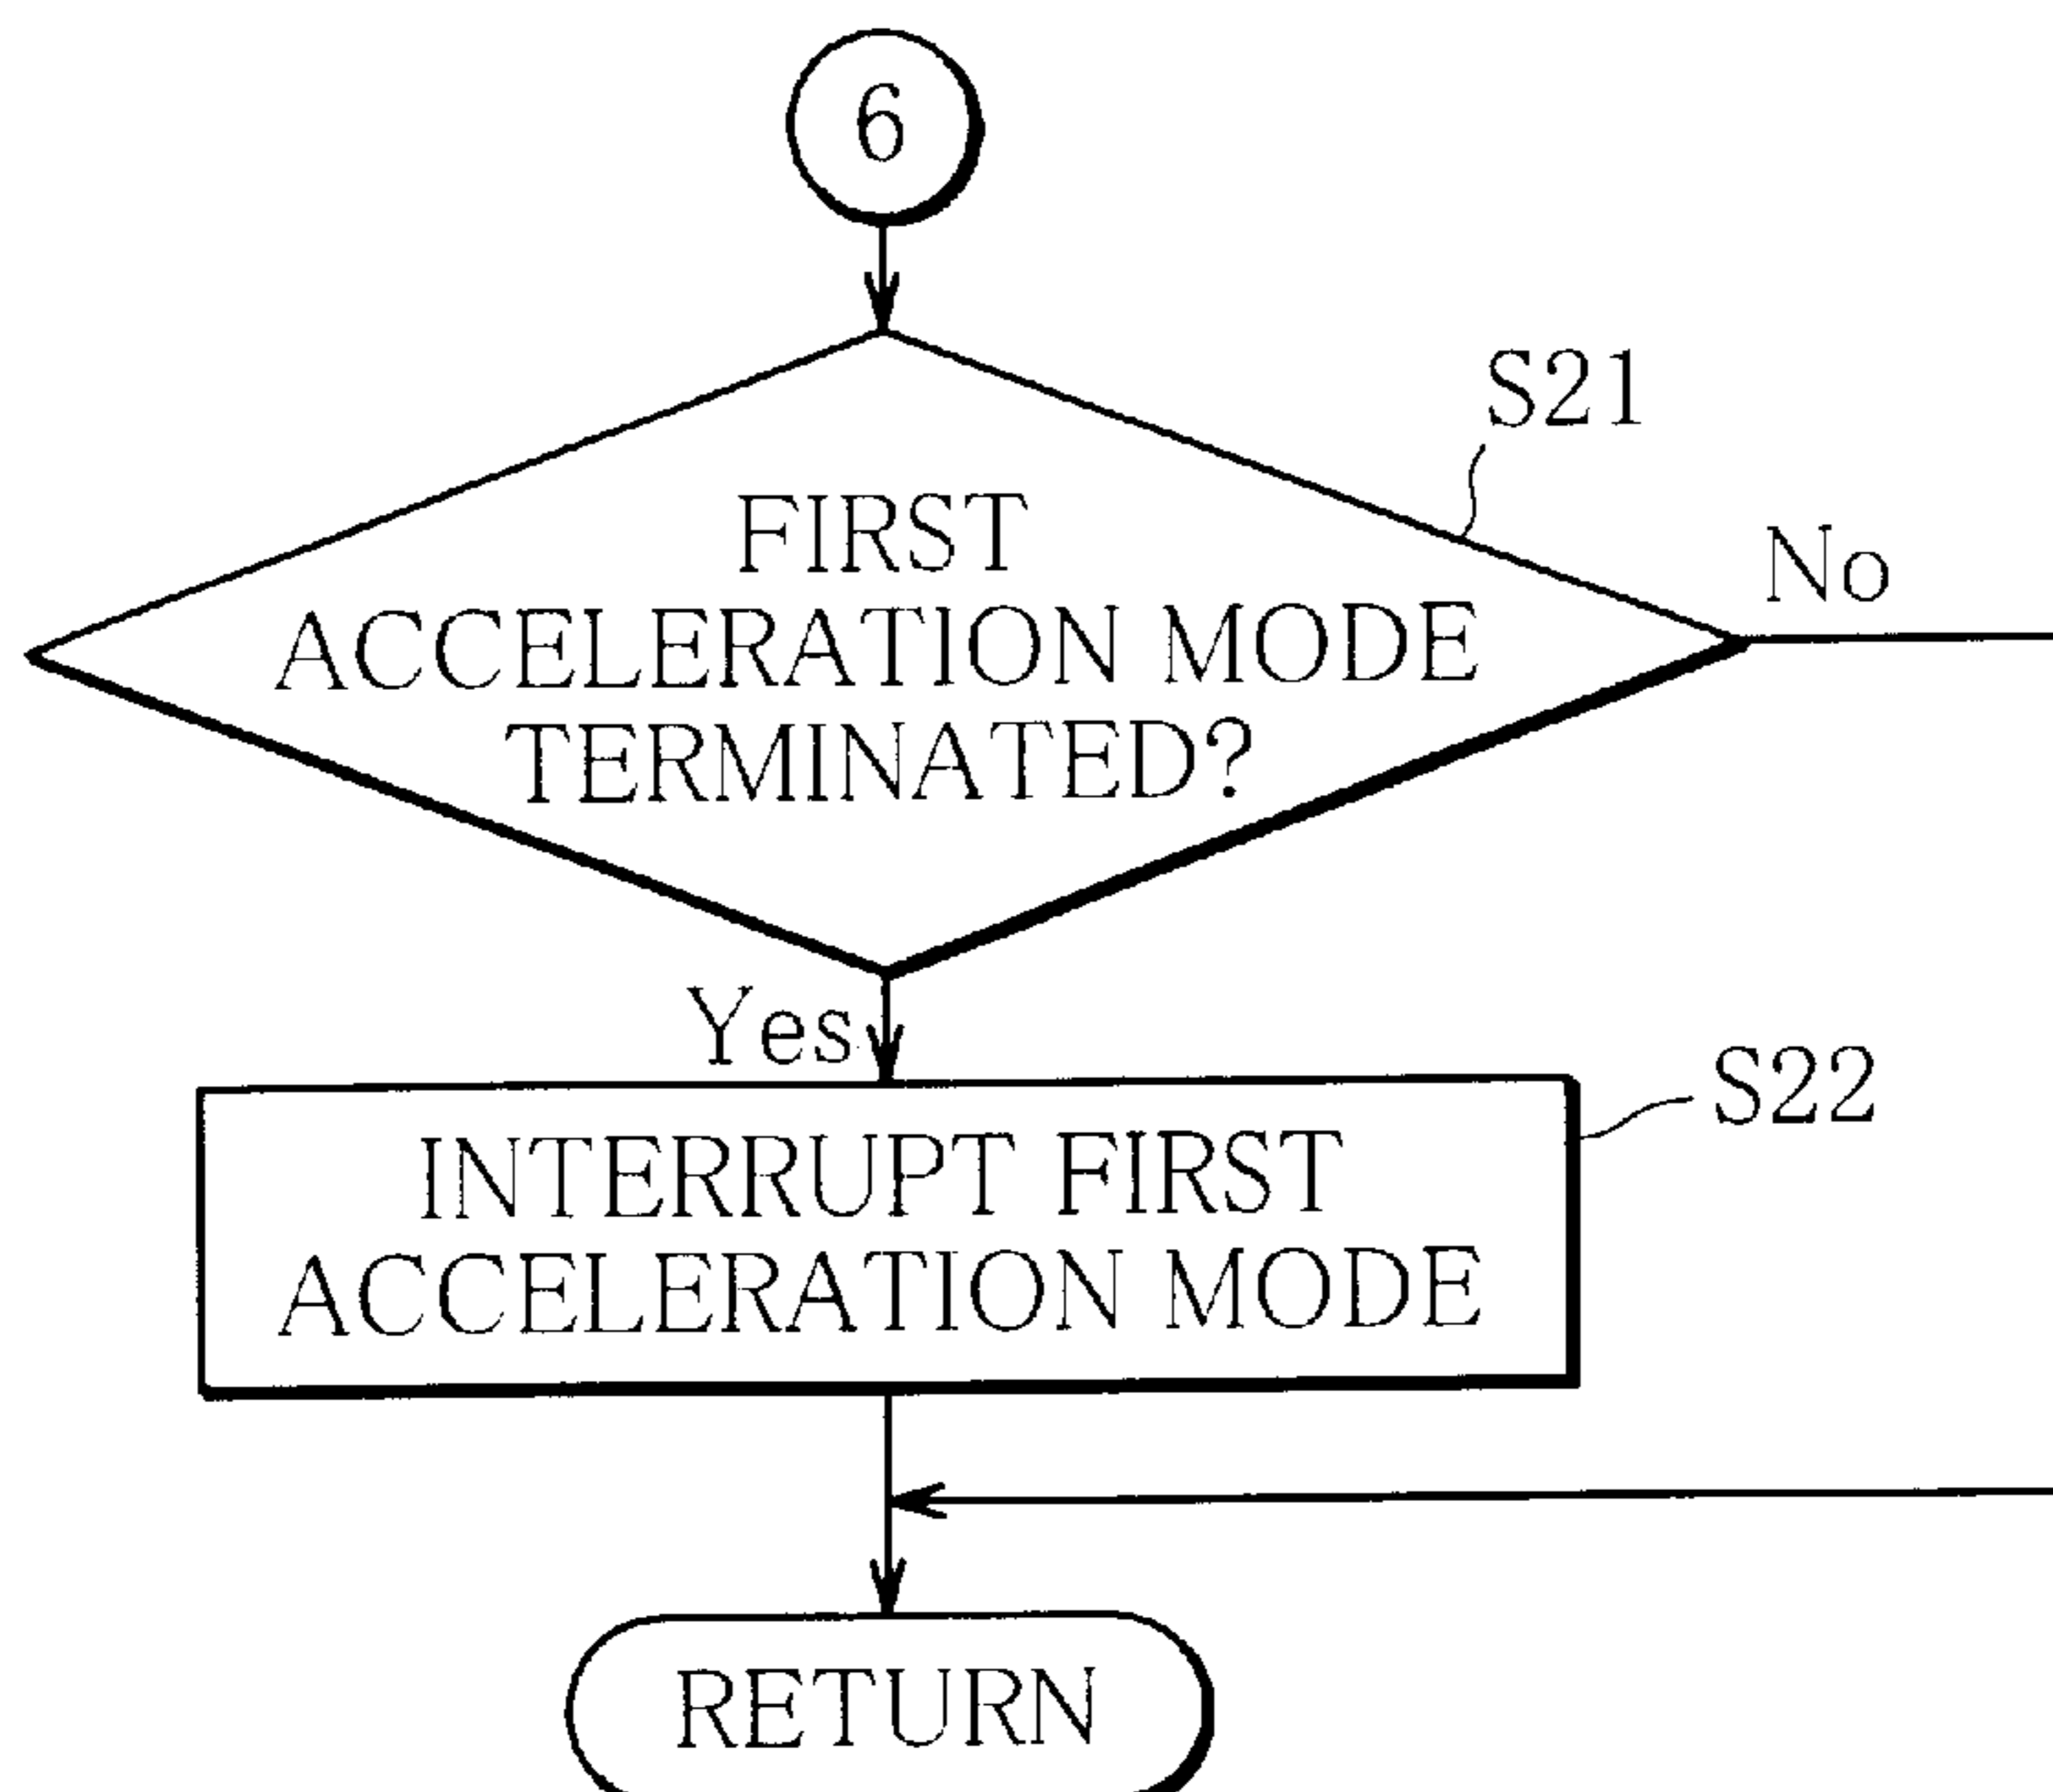 6
S21
FIRST
No
ACCELERATION MODE
TERMINATED?
Yes
S22
INTERRUPT FIRST
ACCELERATION MODE
RETURN